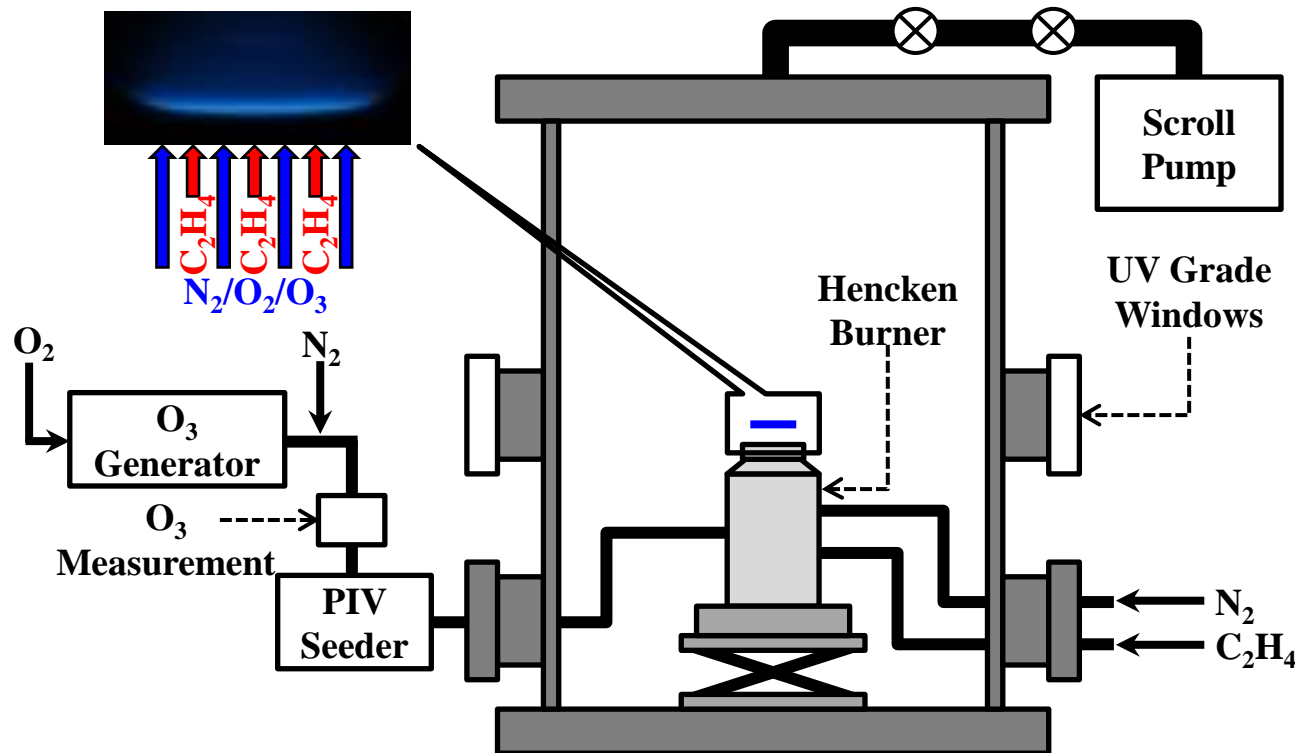 C₂H₄
C₂H₄
C₂H₄
N₂/O₂/O₃
Scroll
Pump
UV Grade
Windows
Hencken
Burner
O₂
N₂
O₃
Generator
O₃
Measurement
PIV
Seeder
N₂
C₂H₄